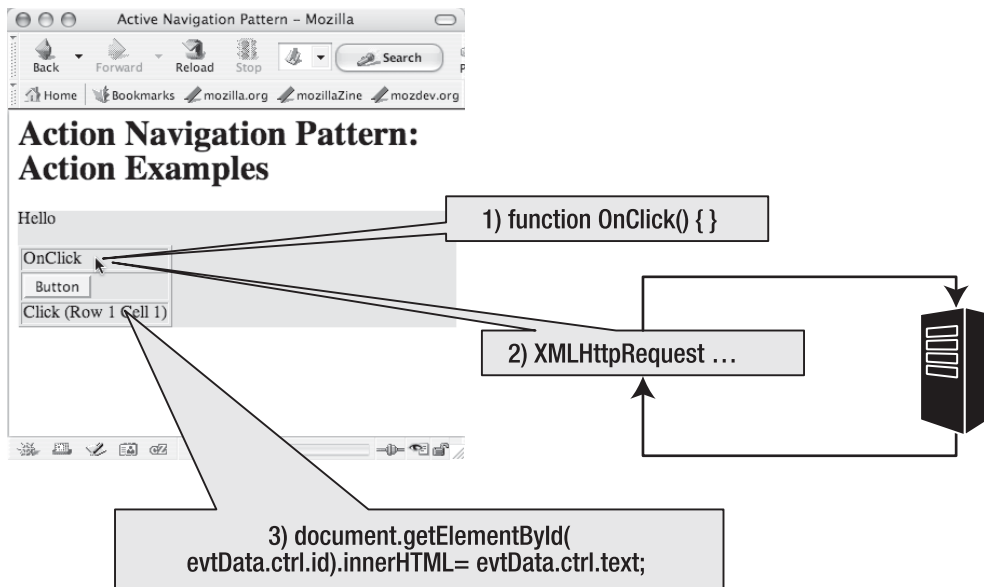 Active Navigation Pattern – Mozilla
Back Forward Reload Stop Search
Home Bookmarks mozilla.org mozillaZine mozdev.org
Action Navigation Pattern:
Action Examples
Hello
OnClick
Button
Click (Row 1 Cell 1)
1) function OnClick() { }
2) XMLHttpRequest …
3) document.getElementById(
evtData.ctrl.id).innerHTML= evtData.ctrl.text;